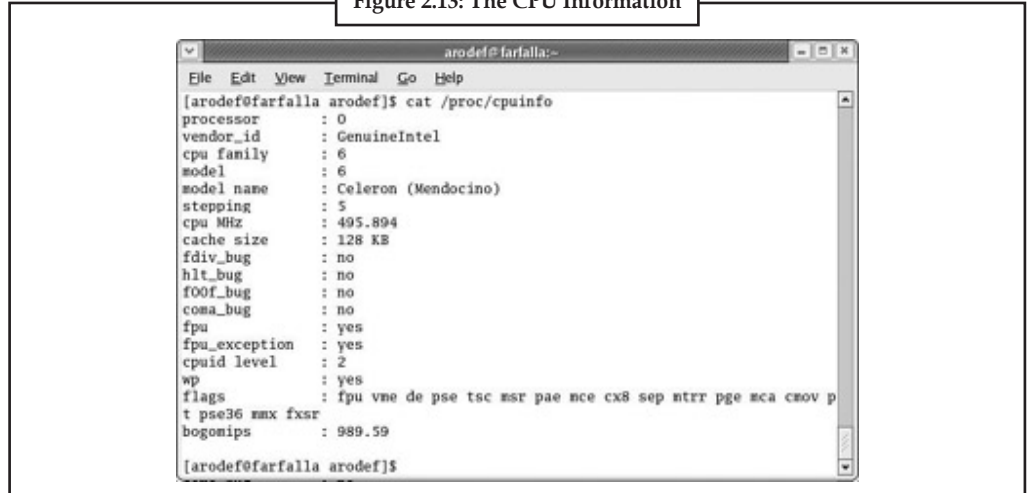 Figure 2.13: The CPU Information
arodef@farfalla:~
File Edit View Terminal Go Help
[arodef@farfalla arodef]$ cat /proc/cpuinfo
processor : 0
vendor_id : GenuineIntel
cpu family : 6
model : 6
model name : Celeron (Mendocino)
stepping : 5
cpu MHz : 495.894
cache size : 128 KB
fdiv_bug : no
hlt_bug : no
f00f_bug : no
coma_bug : no
fpu : yes
fpu_exception : yes
cpuid level : 2
wp : yes
flags : fpu vme de pse tsc msr pae mce cx8 sep mtrr pge mca cmov p
t pse36 mmx fxsr
bogomips : 989.59
[arodef@farfalla arodef]$